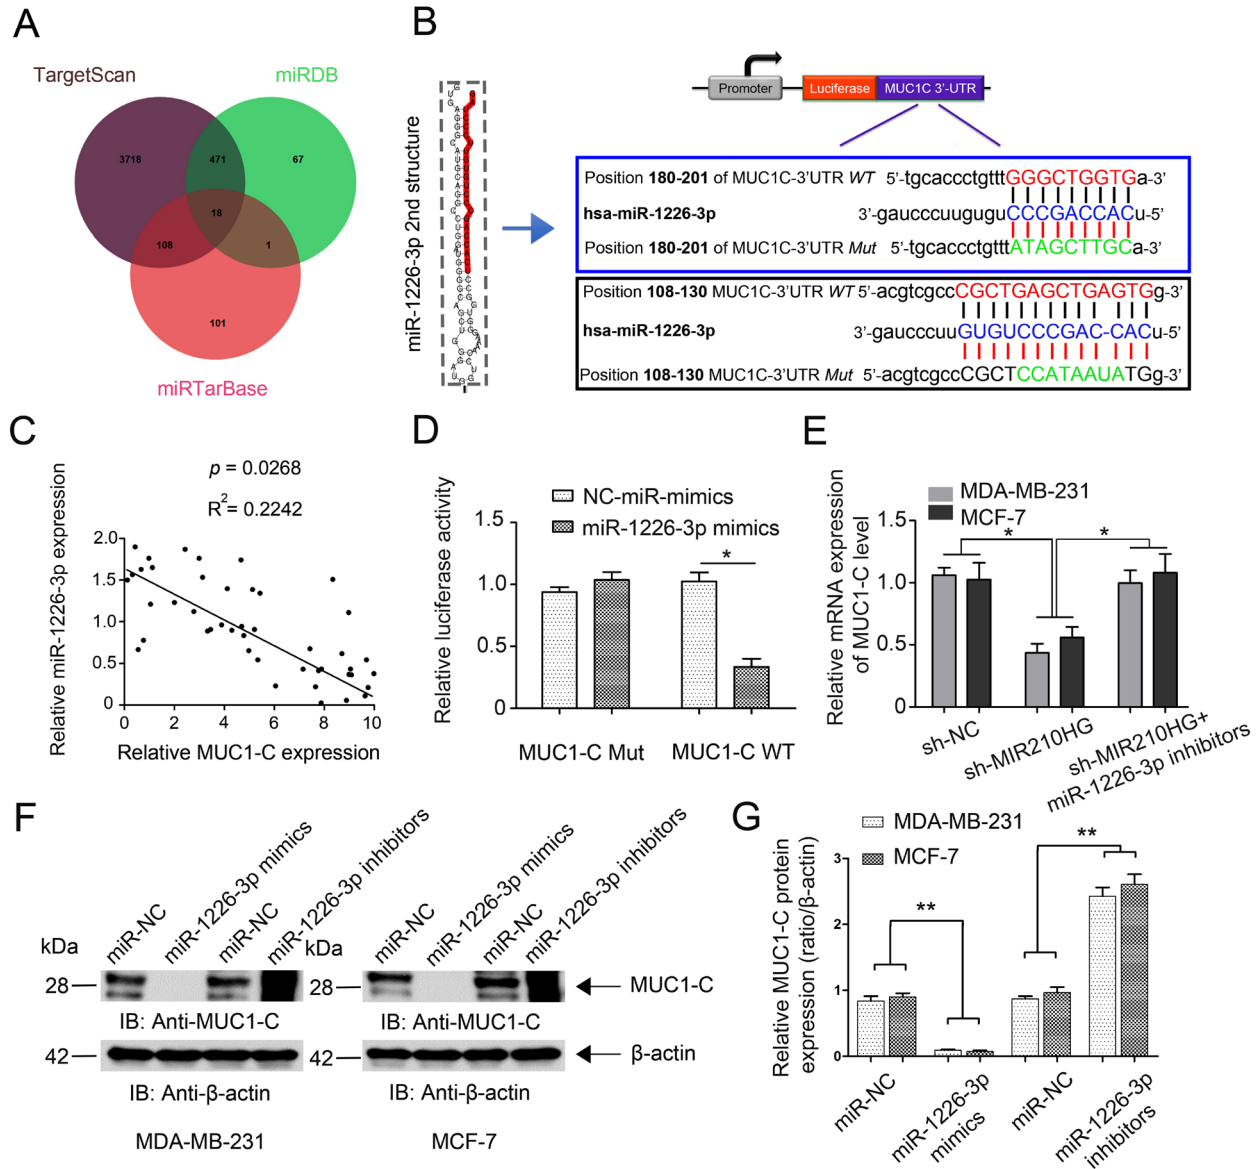 A
TargetScan
miRDB
3718
471
67
18
108
1
101
miRTarBase
B
miR-1226-3p 2nd structure
Promoter
Luciferase
MUC1C 3'-UTR
Position 180-201 of MUC1C-3'UTR WT 5'-tgcaccctgtttGGGCTGGTGa-3'
hsa-miR-1226-3p 3'-gaucccuuguguCCCGACCACu-5'
Position 180-201 of MUC1C-3'UTR Mut 5'-tgcaccctgtttATAGCTTGCa-3'
Position 108-130 MUC1C-3'UTR WT 5'-acgtcgccCGCTGAGCTGAGTGg-3'
hsa-miR-1226-3p 3'-gaucccuuGUGUCCCGAC-CACu-5'
Position 108-130 MUC1C-3'UTR Mut 5'-acgtcgccCGCTCCATAAUATGg-3'
C
p = 0.0268
R2= 0.2242
Relative miR-1226-3p expression
2.0
1.5
1.0
0.5
0
0 2 4 6 8 10
Relative MUC1-C expression
D
NC-miR-mimics
miR-1226-3p mimics
Relative luciferase activity
1.5
1.0
0.5
0
*
MUC1-C Mut
MUC1-C WT
E
MDA-MB-231
MCF-7
Relative mRNA expression
of MUC1-C level
1.5
1.0
0.5
0
*
*
sh-NC
sh-MIR210HG
sh-MIR210HG+
miR-1226-3p inhibitors
F
miR-NC
miR-1226-3p mimics
miR-NC
miR-1226-3p inhibitors
miR-NC
miR-1226-3p mimics
miR-NC
miR-1226-3p inhibitors
kDa
kDa
28
28
MUC1-C
IB: Anti-MUC1-C
IB: Anti-MUC1-C
42
42
β-actin
IB: Anti-β-actin
IB: Anti-β-actin
MDA-MB-231
MCF-7
G
MDA-MB-231
MCF-7
Relative MUC1-C protein
expression (ratio/β-actin)
3
2
1
0
**
**
miR-NC
miR-1226-3p
mimics
miR-NC
miR-1226-3p
inhibitors